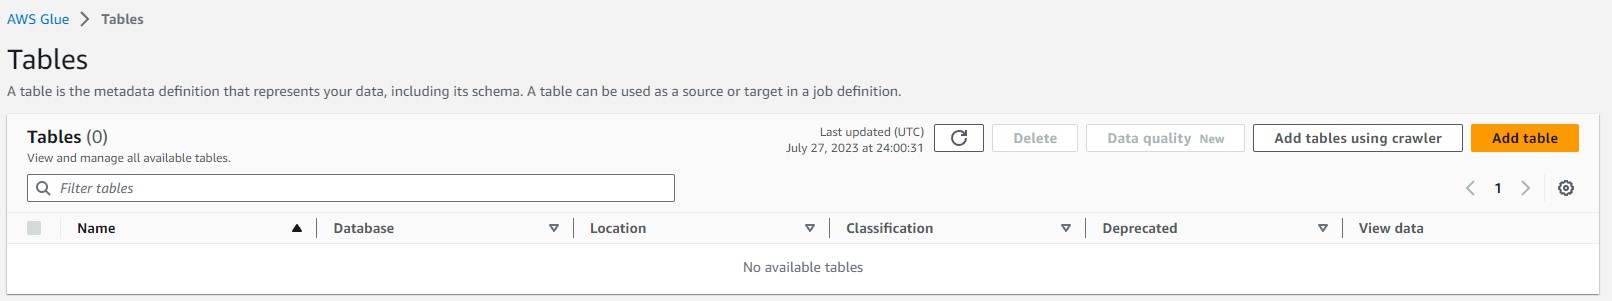 AWS Glue > Tables
Tables
A table is the metadata definition that represents your data, including its schema. A table can be used as a source or target in a job definition.
Tables (0)
View and manage all available tables.
Last updated (UTC)
July 27, 2023 at 24:00:31
Delete
Data quality New
Add tables using crawler
Add table
Filter tables
1
Name Database Location Classification Deprecated View data
No available tables